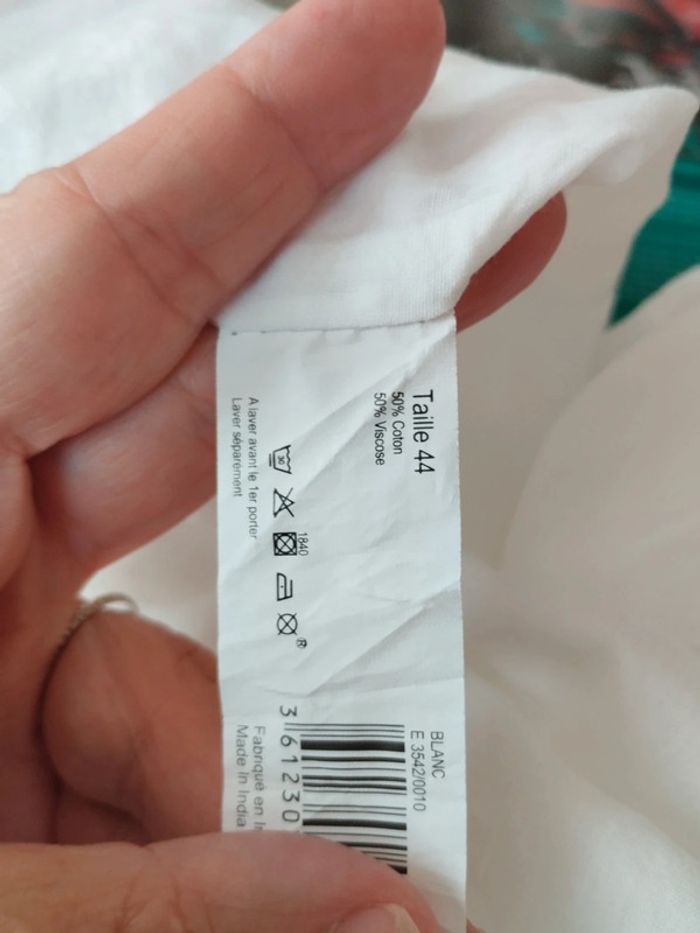 Taille 44
50% Coton
50% Viscose
30
1840
®
A laver avant le 1er porter
Laver séparément
BLANC
E 3542/0010
3 61230
Fabriqué en
Made in India